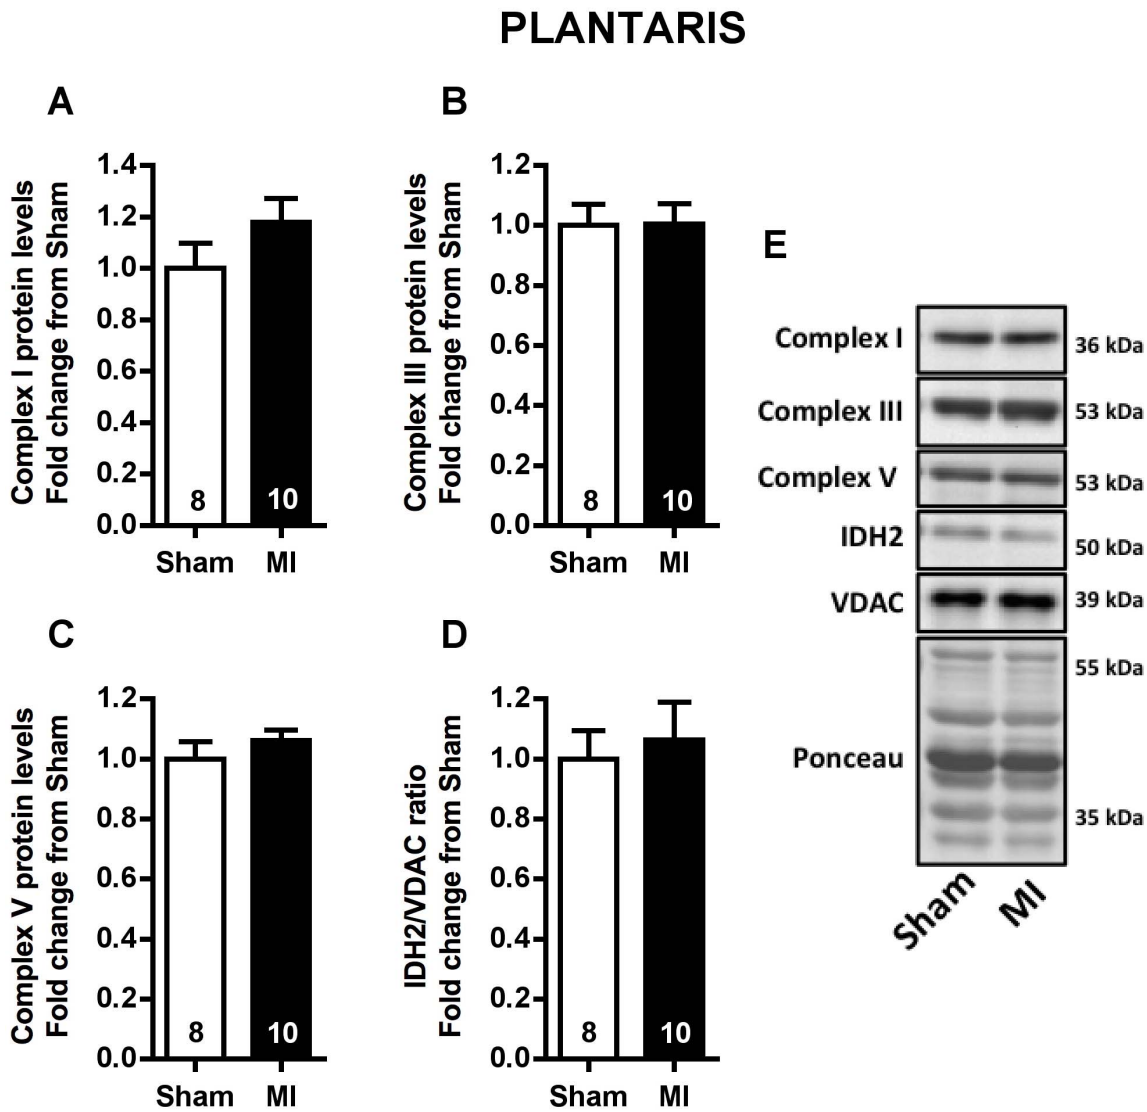 PLANTARIS
A
Complex I protein levels
Fold change from Sham
1.4
1.2
1.0
0.8
0.6
0.4
0.2
0.0
8
10
Sham MI
B
Complex III protein levels
Fold change from Sham
1.2
1.0
0.8
0.6
0.4
0.2
0.0
8
10
Sham MI
C
Complex V protein levels
Fold change from Sham
1.2
1.0
0.8
0.6
0.4
0.2
0.0
8
10
Sham MI
D
IDH2/VDAC ratio
Fold change from Sham
1.2
1.0
0.8
0.6
0.4
0.2
0.0
8
10
Sham MI
E
Complex I 36 kDa
Complex III 53 kDa
Complex V 53 kDa
IDH2 50 kDa
VDAC 39 kDa
55 kDa
Ponceau
35 kDa
Sham MI